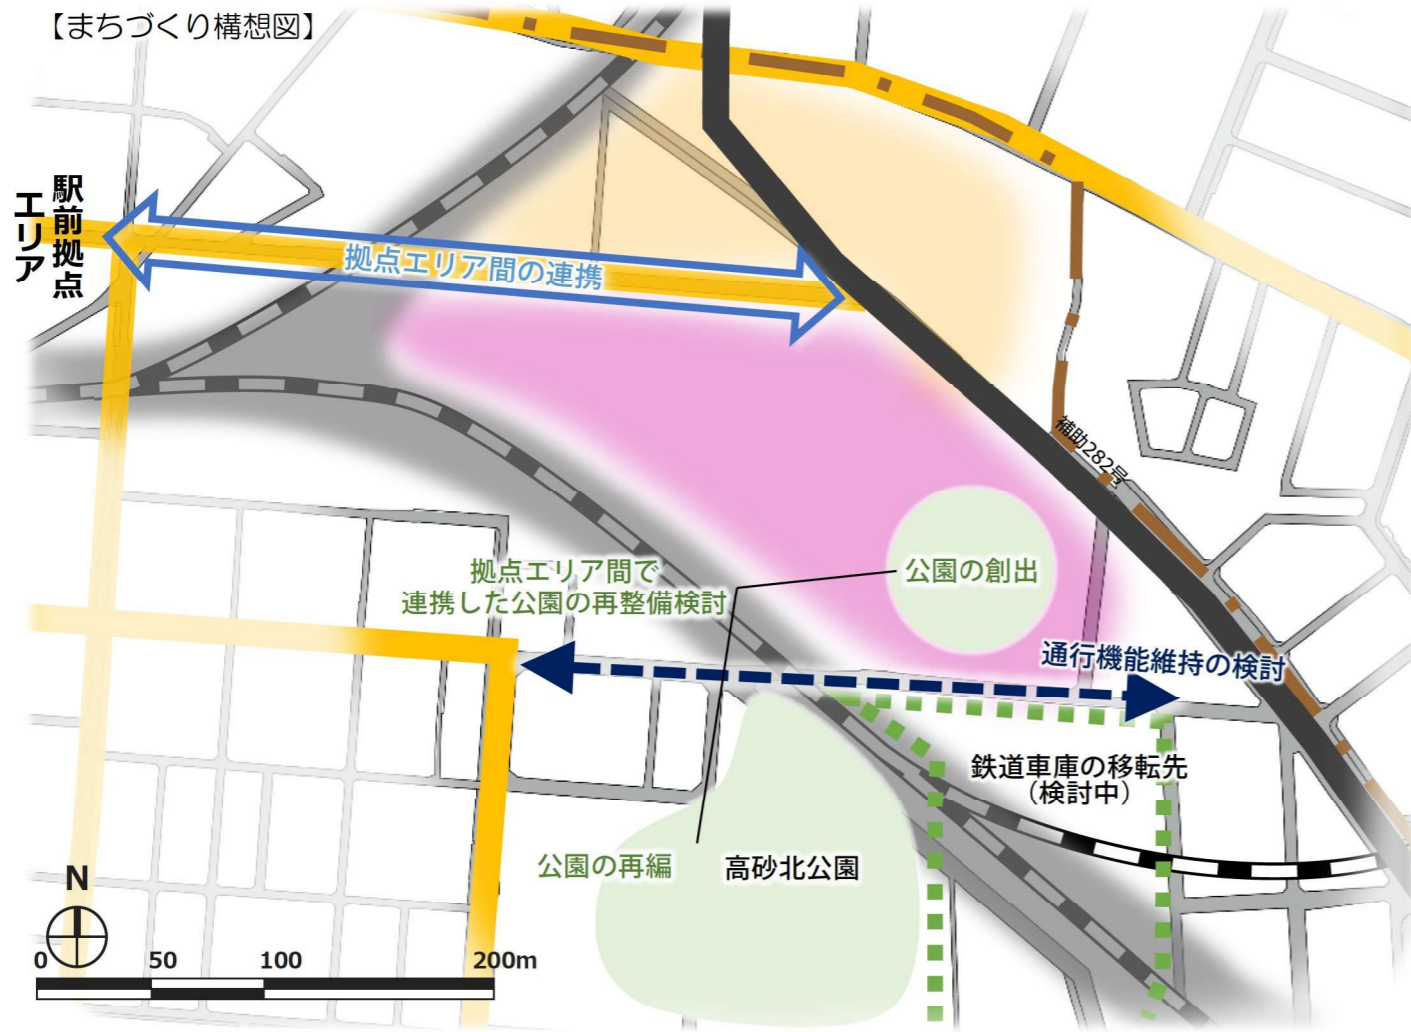 【まちづくり構想図】
駅前拠点
エリア
拠点エリア間の連携
補助282号
拠点エリア間で
連携した公園の再整備検討
公園の創出
通行機能維持の検討
鉄道車庫の移転先
（検討中）
公園の再編
高砂北公園
N
0 50 100 200m